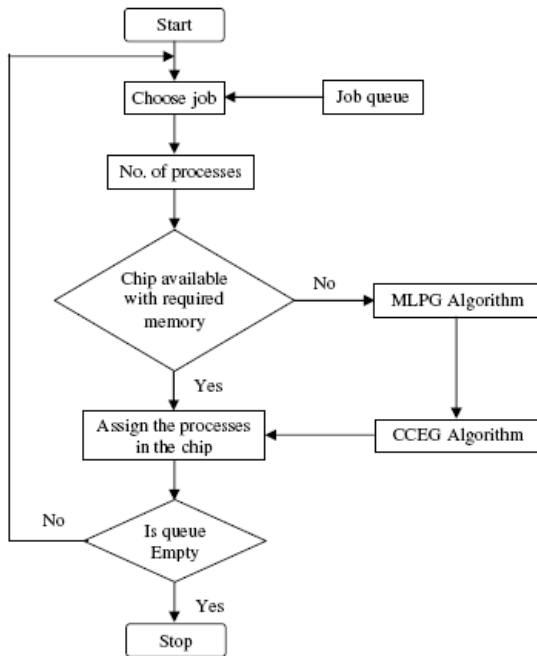 Start
Choose job
Job queue
No. of processes
Chip available
with required
memory
No
MLPG Algorithm
Yes
Assign the processes
in the chip
CCEG Algorithm
No
Is queue
Empty
Yes
Stop